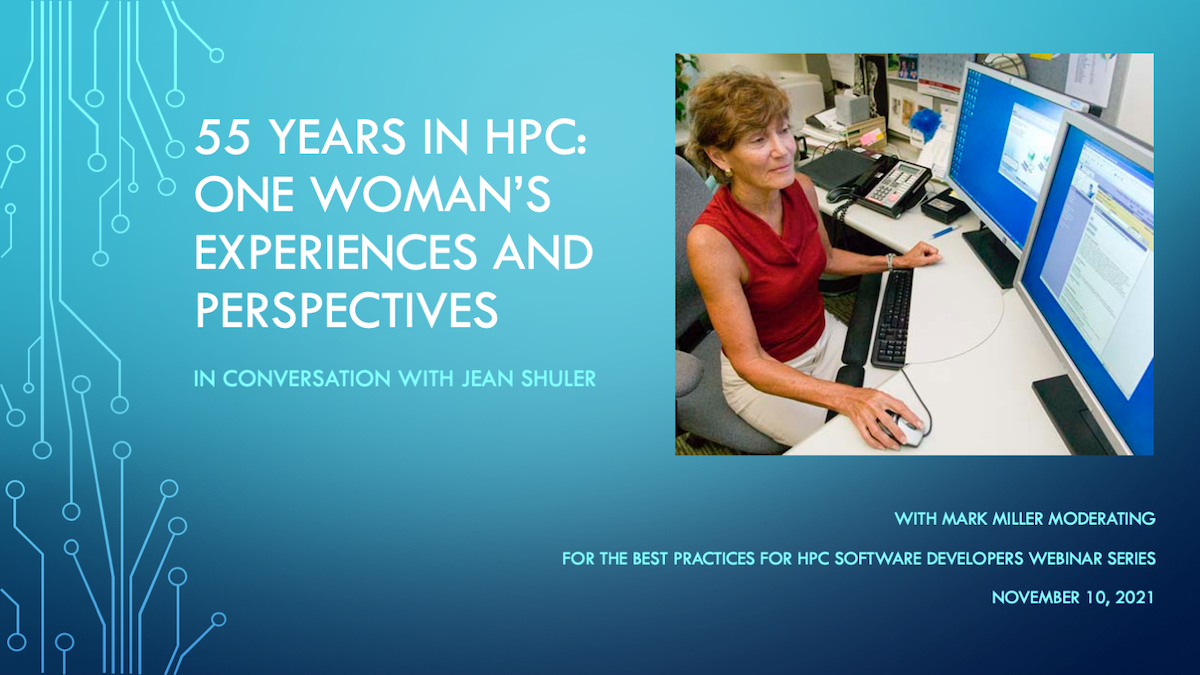 55 YEARS IN HPC:
ONE WOMAN’S
EXPERIENCES AND
PERSPECTIVES
IN CONVERSATION WITH JEAN SHULER
WITH MARK MILLER MODERATING
FOR THE BEST PRACTICES FOR HPC SOFTWARE DEVELOPERS WEBINAR SERIES
NOVEMBER 10, 2021